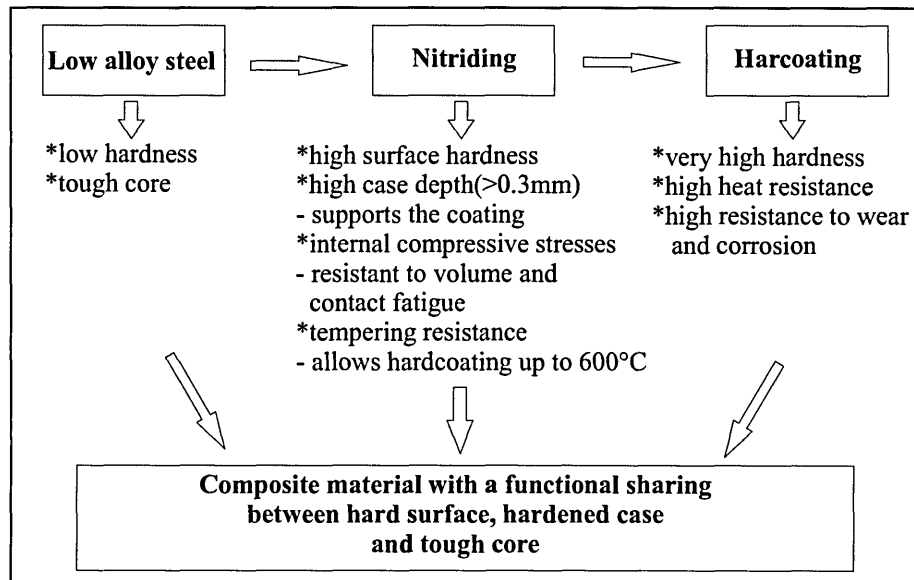 Low alloy steel
Nitriding
Harcoating
*low hardness
*tough core
*high surface hardness
*high case depth(>0.3mm)
- supports the coating
*internal compressive stresses
- resistant to volume and
contact fatigue
*tempering resistance
- allows hardcoating up to 600°C
*very high hardness
*high heat resistance
*high resistance to wear
and corrosion
Composite material with a functional sharing
between hard surface, hardened case
and tough core